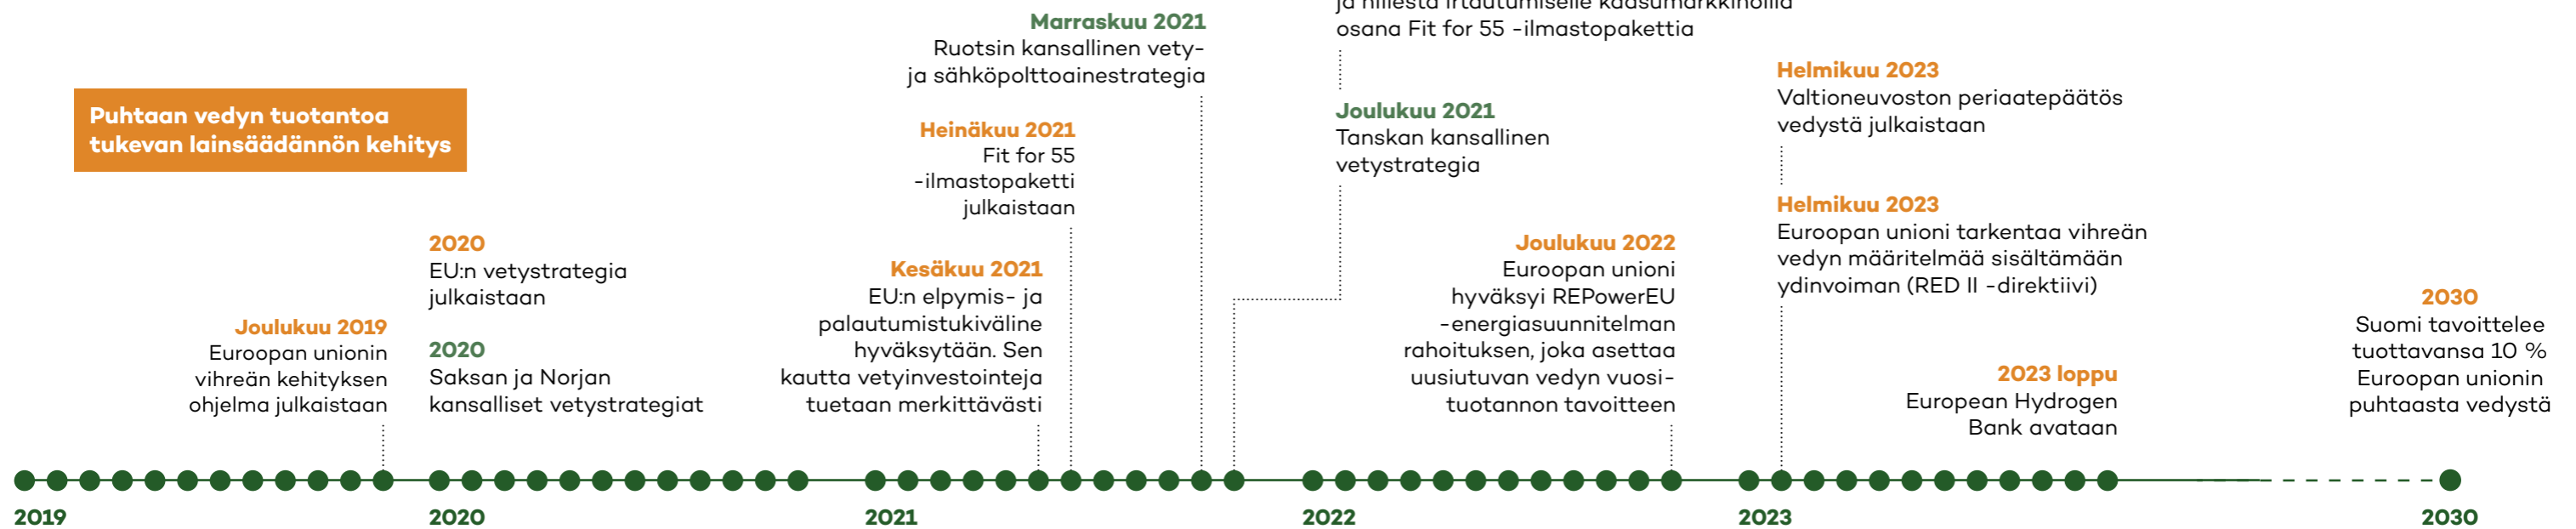 Puhtaan vedyn tuotantoa
tukevan lainsäädännön kehitys
Joulukuu 2019
Euroopan unionin
vihreän kehityksen
ohjelma julkaistaan
2020
EU:n vetystrategia
julkaistaan
2020
Saksan ja Norjan
kansalliset vetystrategiat
Kesäkuu 2021
EU:n elpymis- ja
palautumistukiväline
hyväksytään. Sen
kautta vetyinvestointeja
tuetaan merkittävästi
Heinäkuu 2021
Fit for 55
-ilmastopaketti
julkaistaan
Marraskuu 2021
Ruotsin kansallinen vety-
ja sähköpolttoainestrategia
ja hiilestä irtautumiselle kaasumarkkinoilla
osana Fit for 55 -ilmastopakettia
Joulukuu 2021
Tanskan kansallinen
vetystrategia
Joulukuu 2022
Euroopan unioni
hyväksyi REPowerEU
-energiasuunnitelman
rahoituksen, joka asettaa
uusiutuvan vedyn vuosi-
tuotannon tavoitteen
Helmikuu 2023
Valtioneuvoston periaatepäätös
vedystä julkaistaan
Helmikuu 2023
Euroopan unioni tarkentaa vihreän
vedyn määritelmää sisältämään
ydinvoiman (RED II -direktiivi)
2023 loppu
European Hydrogen
Bank avataan
2030
Suomi tavoittelee
tuottavansa 10 %
Euroopan unionin
puhtaasta vedystä
2019
2020
2021
2022
2023
2030